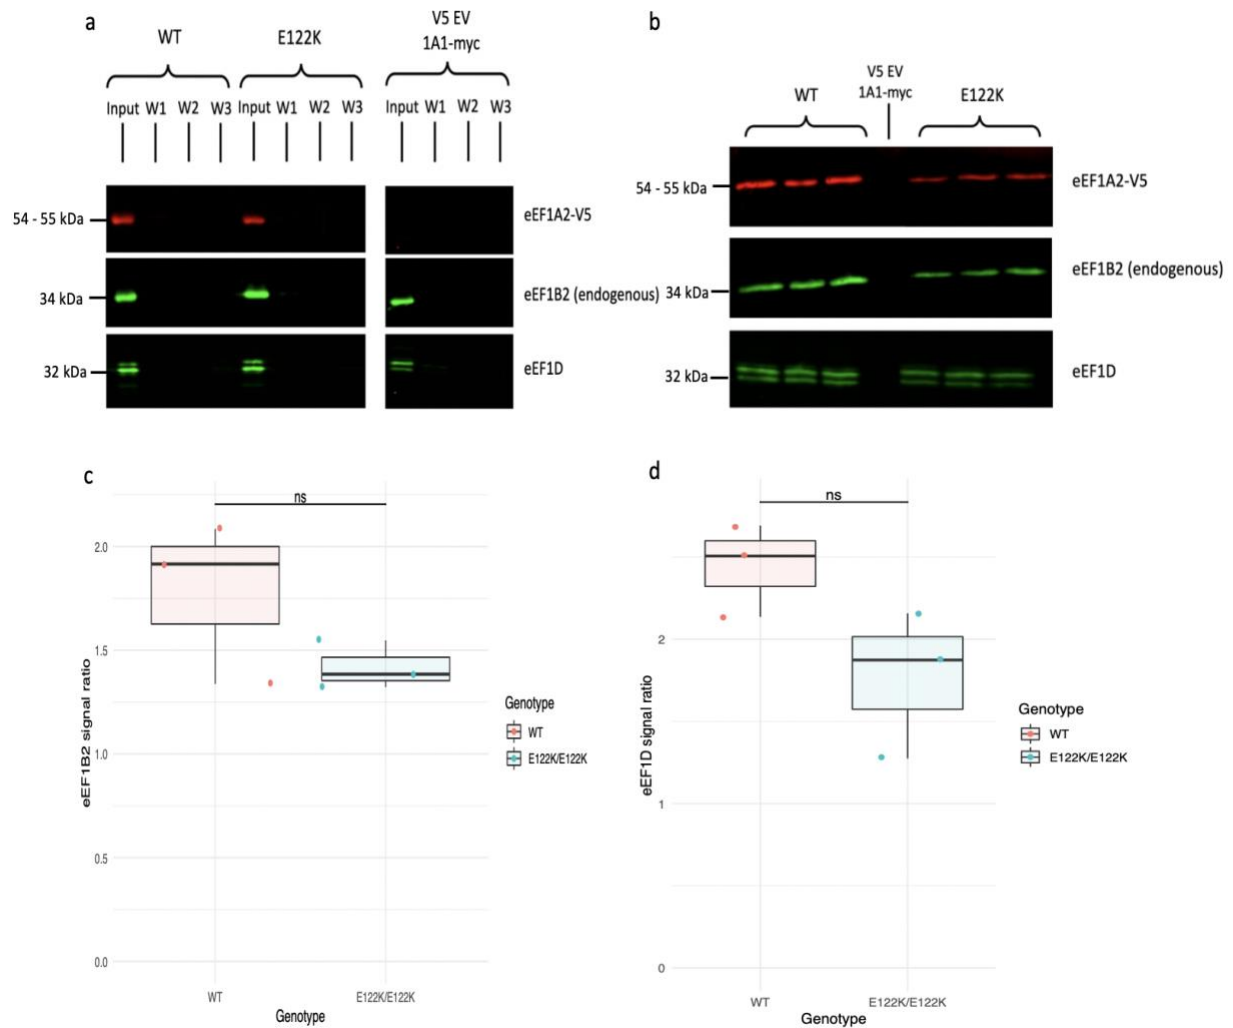 a
WT
E122K
V5 EV
1A1-myc
Input W1 W2 W3 Input W1 W2 W3 Input W1 W2 W3
54 - 55 kDa
eEF1A2-V5
34 kDa
eEF1B2 (endogenous)
32 kDa
eEF1D
b
WT
V5 EV
1A1-myc
E122K
54 - 55 kDa
eEF1A2-V5
34 kDa
eEF1B2 (endogenous)
32 kDa
eEF1D
c
ns
2.0
1.5
1.0
0.5
0.0
eEF1B2 signal ratio
WT
E122K/E122K
Genotype
Genotype
WT
E122K/E122K
d
ns
2
1
0
eEF1D signal ratio
WT
E122K/E122K
Genotype
Genotype
WT
E122K/E122K